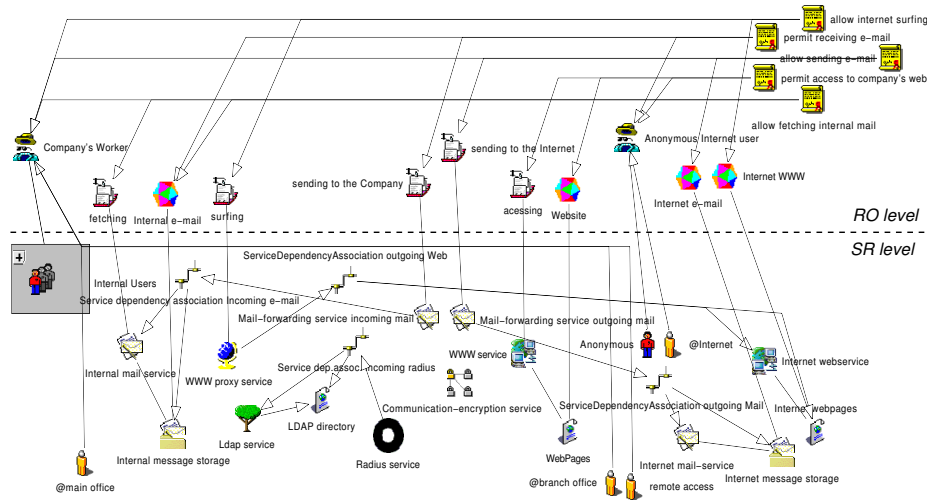 allow internet surfing
permit receiving e-mail
allow sending e-mail
permit access to company's web
allow fetching internal mail
Company's Worker
sending to the Internet
Anonymous Internet user
sending to the Company
Internet WWW
fetching
Internal e-mail
surfing
acessing
Website
Internet e-mail
RO level
SR level
+
ServiceDependencyAssociation outgoing Web
Internal Users
Service dependency association Incoming e-mail
Mail-forwarding service incoming mail
Mail-forwarding service outgoing mail
Anonymous
@Internet
WWW service
Internet webservice
Internal mail service
WWW proxy service
Service dep.assoc.incoming radius
Communication-encryption service
ServiceDependencyAssociation outgoing Mail
Internet webpages
Ldap service
LDAP directory
Internal message storage
Radius service
WebPages
Internet mail-service
Internet message storage
@main office
@branch office
remote access